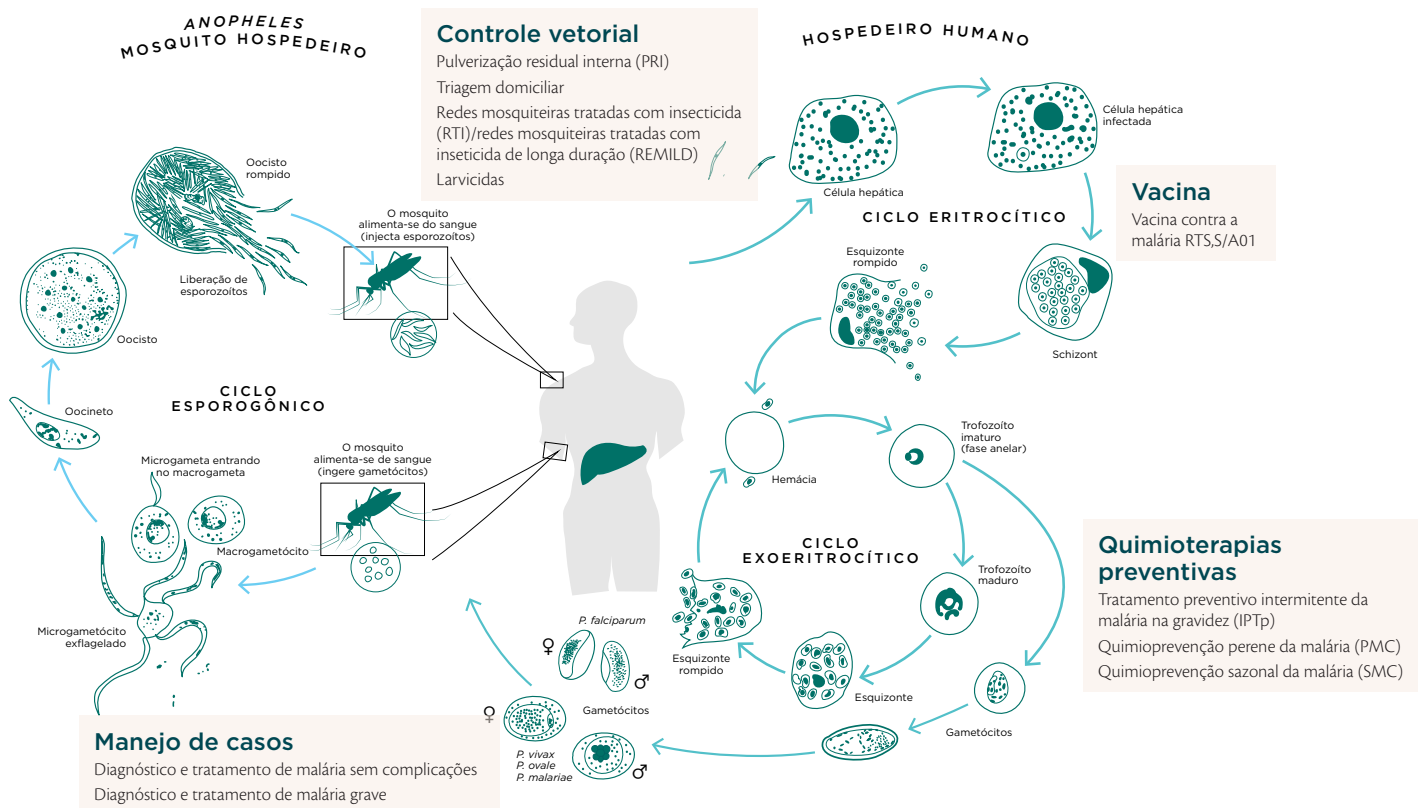 ANOPHELES
MOSQUITO HOSPEDEIRO
Controle vetorial
Pulverização residual interna (PRI)
Triagem domiciliar
Redes mosquiteiras tratadas com insecticida
(RTI)/redes mosquiteiras tratadas com
inseticida de longa duração (REMILD)
Larvicidas
HOSPEDEIRO HUMANO
Célula hepática
Célula hepática
infectada
Vacina
Vacina contra a
malária RTS,S/A01
CICLO ERITROCÍTICO
Esquizonte
rompido
Schizont
Oocisto
rompido
Liberação de
esporozoítos
O mosquito
alimenta-se do sangue
(injecta esporozoítos)
Oocisto
CICLO
ESPOROGÔNICO
Oocineto
Microgameta entrando
no macrogameta
O mosquito
alimenta-se de sangue
(ingere gametócitos)
Macrogametócito
Microgametócito
exflagelado
Hemácia
Trofozoíto
imaturo
(fase anelar)
CICLO
EXOERITROCÍTICO
Trofozoíto
maduro
Quimioterapias
preventivas
Tratamento preventivo intermitente da
malária na gravidez (IPTp)
Quimioprevenção perene da malária (PMC)
Quimioprevenção sazonal da malária (SMC)
Esquizonte
rompido
Esquizonte
Gametócitos
P. falciparum
♀
♂
Gametócitos
♀
P. vivax
P. ovale
P. malariae
♂
Manejo de casos
Diagnóstico e tratamento de malária sem complicações
Diagnóstico e tratamento de malária grave